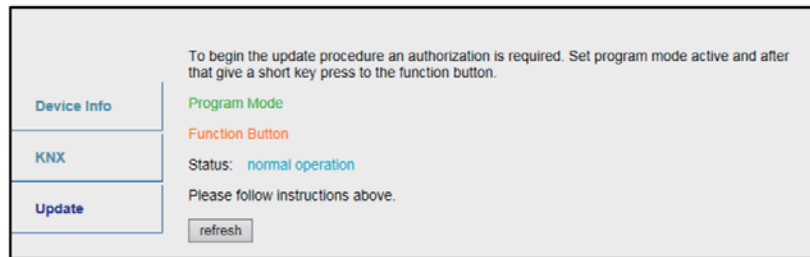 To begin the update procedure an authorization is required. Set program mode active and after
that give a short key press to the function button.
Device Info
Program Mode
Function Button
KNX
Status: normal operation
Update
Please follow instructions above.
refresh